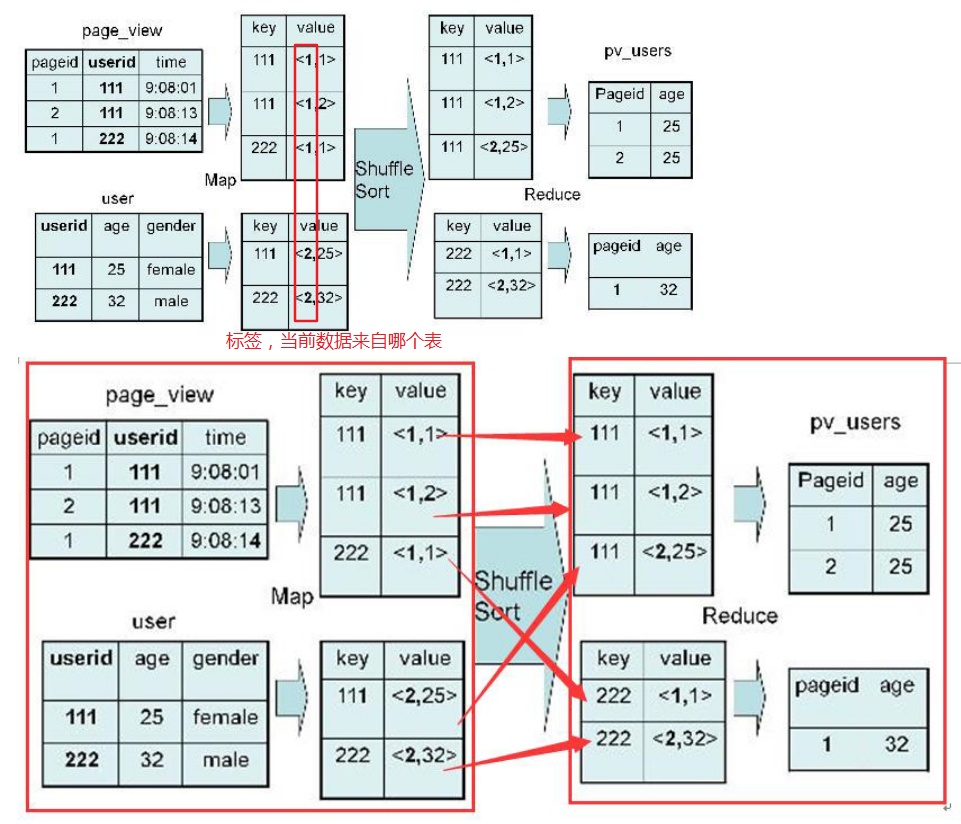 page_view
pageid userid time
1 111 9:08:01
2 111 9:08:13
1 222 9:08:14
key value
111 <1,1>
111 <1,2>
222 <1,1>
Map
user
userid age gender
111 25 female
222 32 male
key value
111 <2,25>
222 <2,32>
标签，当前数据来自哪个表
Shuffle
Sort
key value
111 <1,1>
111 <1,2>
111 <2,25>
Reduce
key value
222 <1,1>
222 <2,32>
pv_users
Pageid age
1 25
2 25
pageid age
1 32
page_view
pageid userid time
1 111 9:08:01
2 111 9:08:13
1 222 9:08:14
key value
111 <1,1>
111 <1,2>
222 <1,1>
Map
user
userid age gender
111 25 female
222 32 male
key value
111 <2,25>
222 <2,32>
Shuffle
Sort
key value
111 <1,1>
111 <1,2>
111 <2,25>
Reduce
key value
222 <1,1>
222 <2,32>
pv_users
Pageid age
1 25
2 25
pageid age
1 32